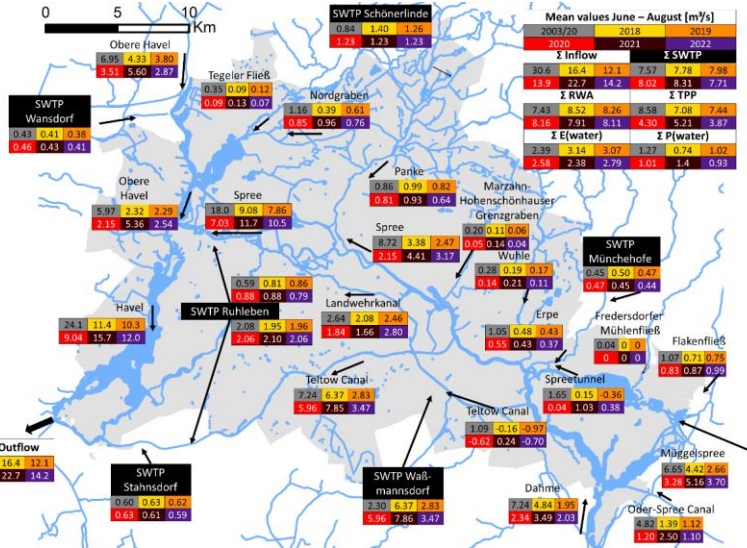 0 5 10
Km
SWTP Schönerlinde
0.84 1.40 1.26
1.23 1.23 1.23
Mean values June – August [m³/s]
2003/20 2018 2019
2020 2021 2022
Σ Inflow Σ SWTP
30.6 16.4 12.1 7.57 7.78 7.98
13.9 22.7 14.2 8.02 8.31 7.71
Σ RWA Σ TPP
7.43 8.52 8.26 8.58 7.08 7.44
8.16 7.91 8.11 4.30 5.21 3.87
Σ E(water) Σ P(water)
2.39 3.14 3.07 1.27 0.74 1.02
2.58 2.38 2.79 1.01 1.4 0.93
Obere Havel
6.95 4.33 3.80
3.51 5.60 2.87
Tegeler Fließ
0.35 0.09 0.12
0.09 0.13 0.07
Nordgraben
1.16 0.39 0.61
0.85 0.96 0.76
SWTP
Wansdorf
0.43 0.41 0.38
0.46 0.43 0.41
Panke
0.86 0.99 0.82
0.81 0.93 0.64
Marzahn-
Hohenschönhauser
Grenzgraben
0.20 0.11 0.06
0.05 0.14 0.04
Obere
Havel
5.97 2.32 2.29
2.15 5.36 2.54
Spree
18.0 9.08 7.86
7.03 11.7 10.5
Spree
8.72 3.38 2.47
2.15 4.41 3.17
Wuhle
0.28 0.19 0.17
0.14 0.21 0.11
SWTP
Münchehofe
0.45 0.50 0.47
0.47 0.45 0.44
0.59 0.81 0.86
0.88 0.88 0.79
SWTP Ruhleben
2.08 1.95 1.96
2.06 2.10 2.06
Landwehrkanal
2.64 2.08 2.46
1.84 1.66 2.80
Havel
24.1 11.4 10.3
9.04 15.7 12.0
Erpe
1.05 0.48 0.43
0.55 0.43 0.37
Fredersdorfer
Mühlenfließ
0.04 0 0
0 0 0
Flakenfließ
1.07 0.71 0.75
0.83 0.87 0.99
Teltow Canal
7.24 6.37 2.83
5.96 7.85 3.47
Spreetunnel
1.65 0.15 -0.36
0.04 1.03 0.38
Teltow Canal
1.09 -0.16 -0.97
-0.62 0.24 -0.70
Outflow
16.4 12.1
22.7 14.2
SWTP
Stahnsdorf
0.60 0.63 0.62
0.63 0.61 0.59
SWTP Waß-
mannsdorf
2.30 6.37 2.83
5.96 7.86 3.47
Müggelspree
6.65 4.42 2.66
3.28 5.16 3.70
Dahme
7.24 4.84 1.95
2.34 3.49 2.03
Oder-Spree Canal
4.82 1.39 1.12
1.20 2.50 1.10